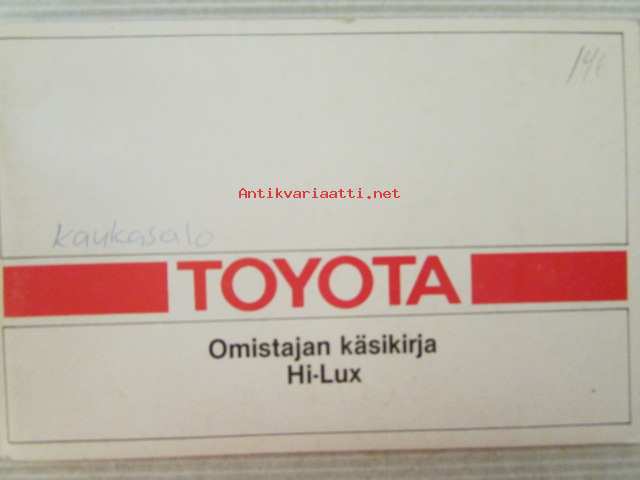 14€
Antikvariaatti.net
Kaukasalo
TOYOTA
Omistajan käsikirja
Hi-Lux